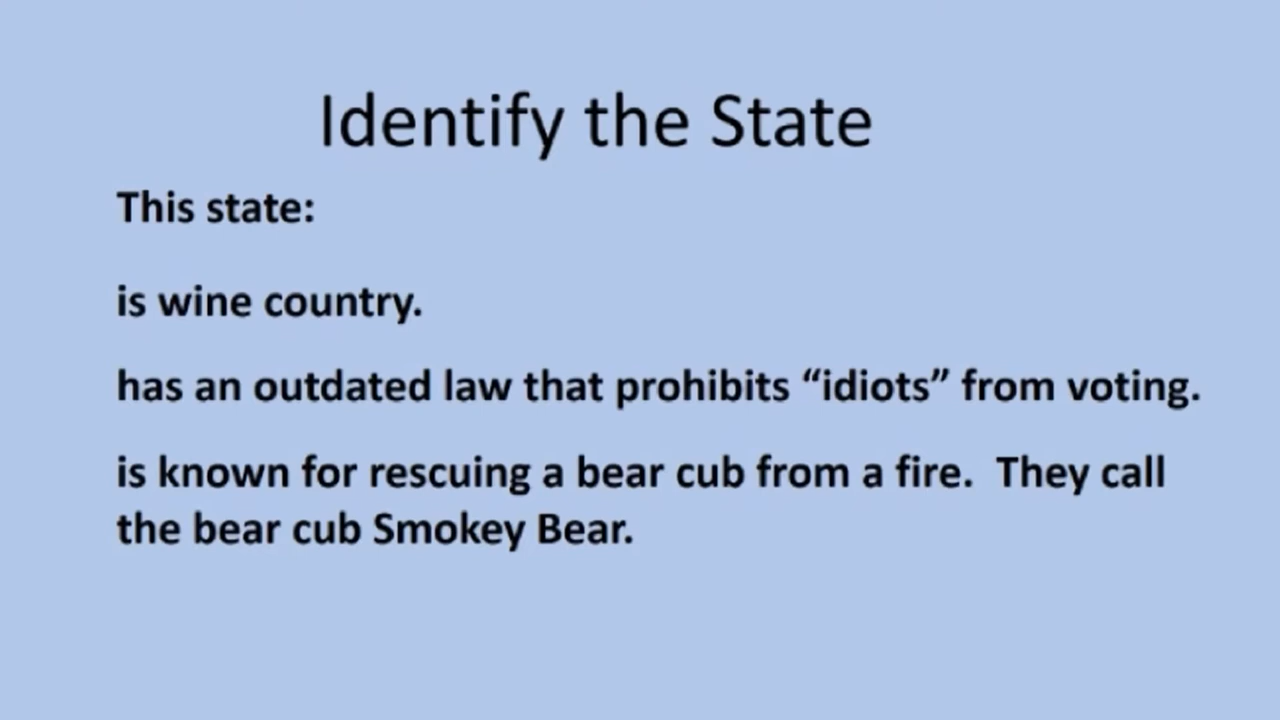 Identify the State
This state:
is wine country.
has an outdated law that prohibits “idiots” from voting.
is known for rescuing a bear cub from a fire.  They call
the bear cub Smokey Bear.